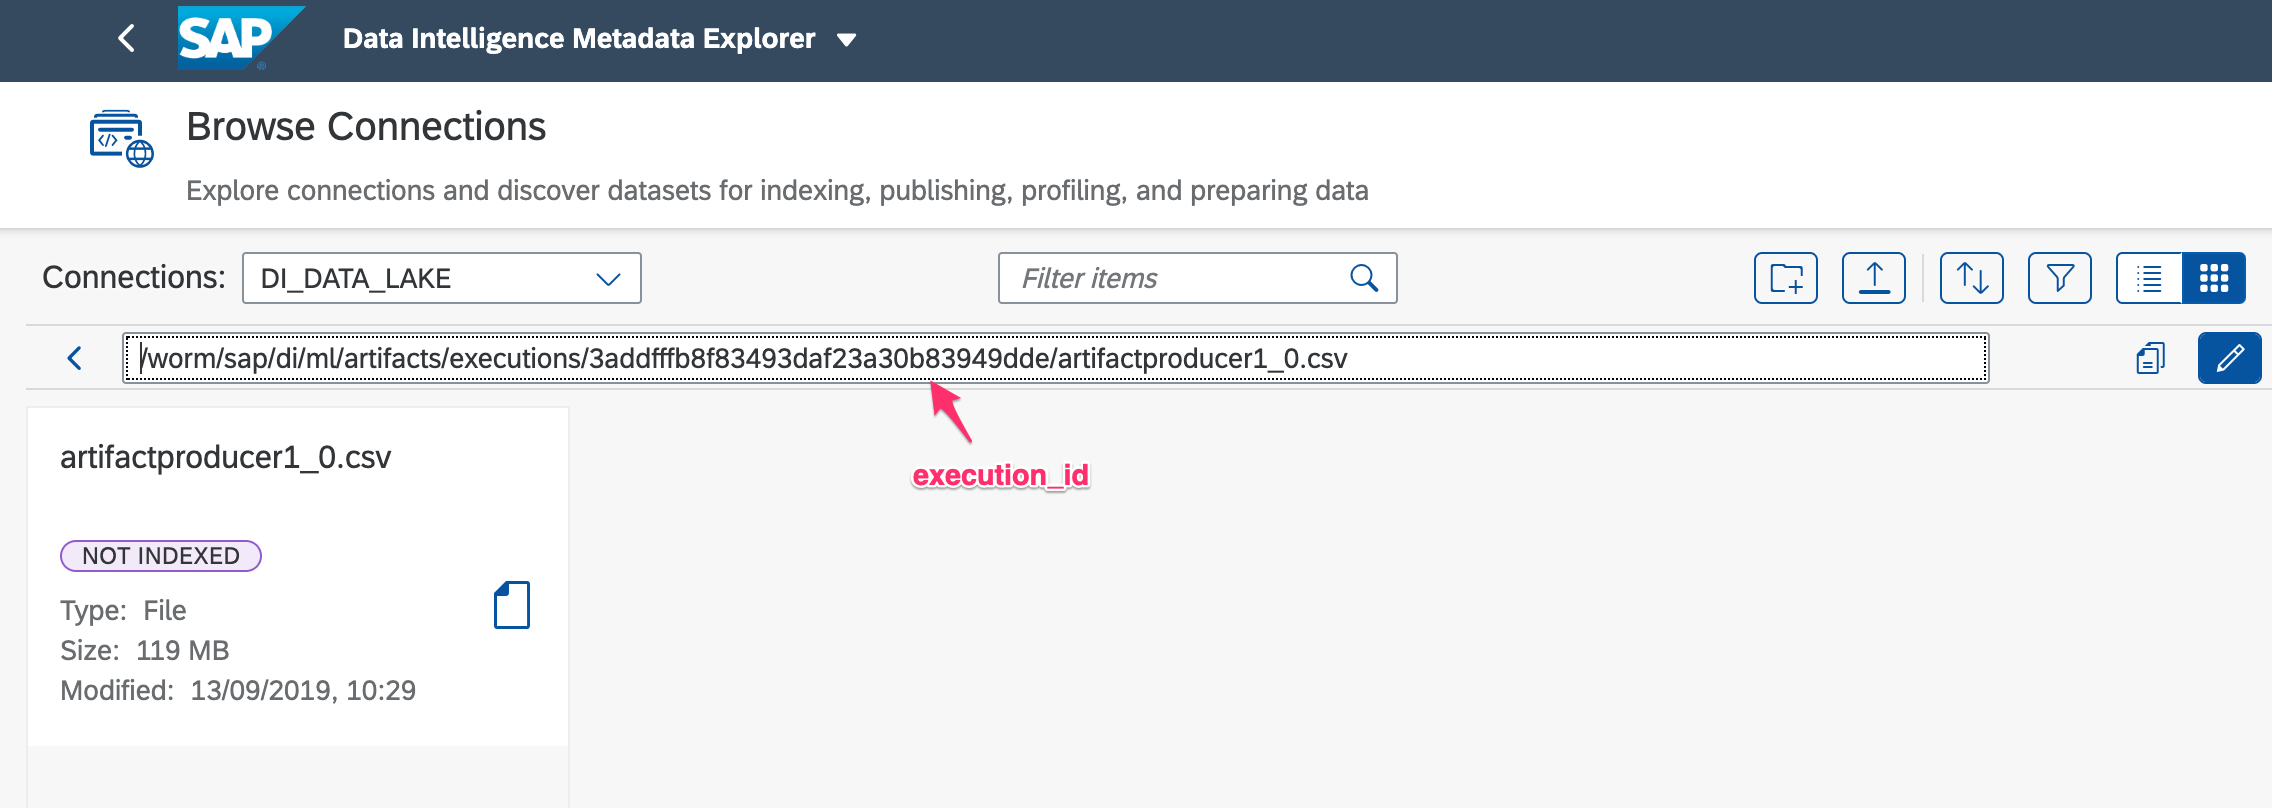 SAP Data Intelligence Metadata Explorer
Browse Connections
Explore connections and discover datasets for indexing, publishing, profiling, and preparing data
Connections: DI_DATA_LAKE Filter items
/worm/sap/di/ml/artifacts/executions/3addfffb8f83493daf23a30b83949dde/artifactproducer1_0.csv
execution_id
artifactproducer1_0.csv
NOT INDEXED
Type: File
Size: 119 MB
Modified: 13/09/2019, 10:29